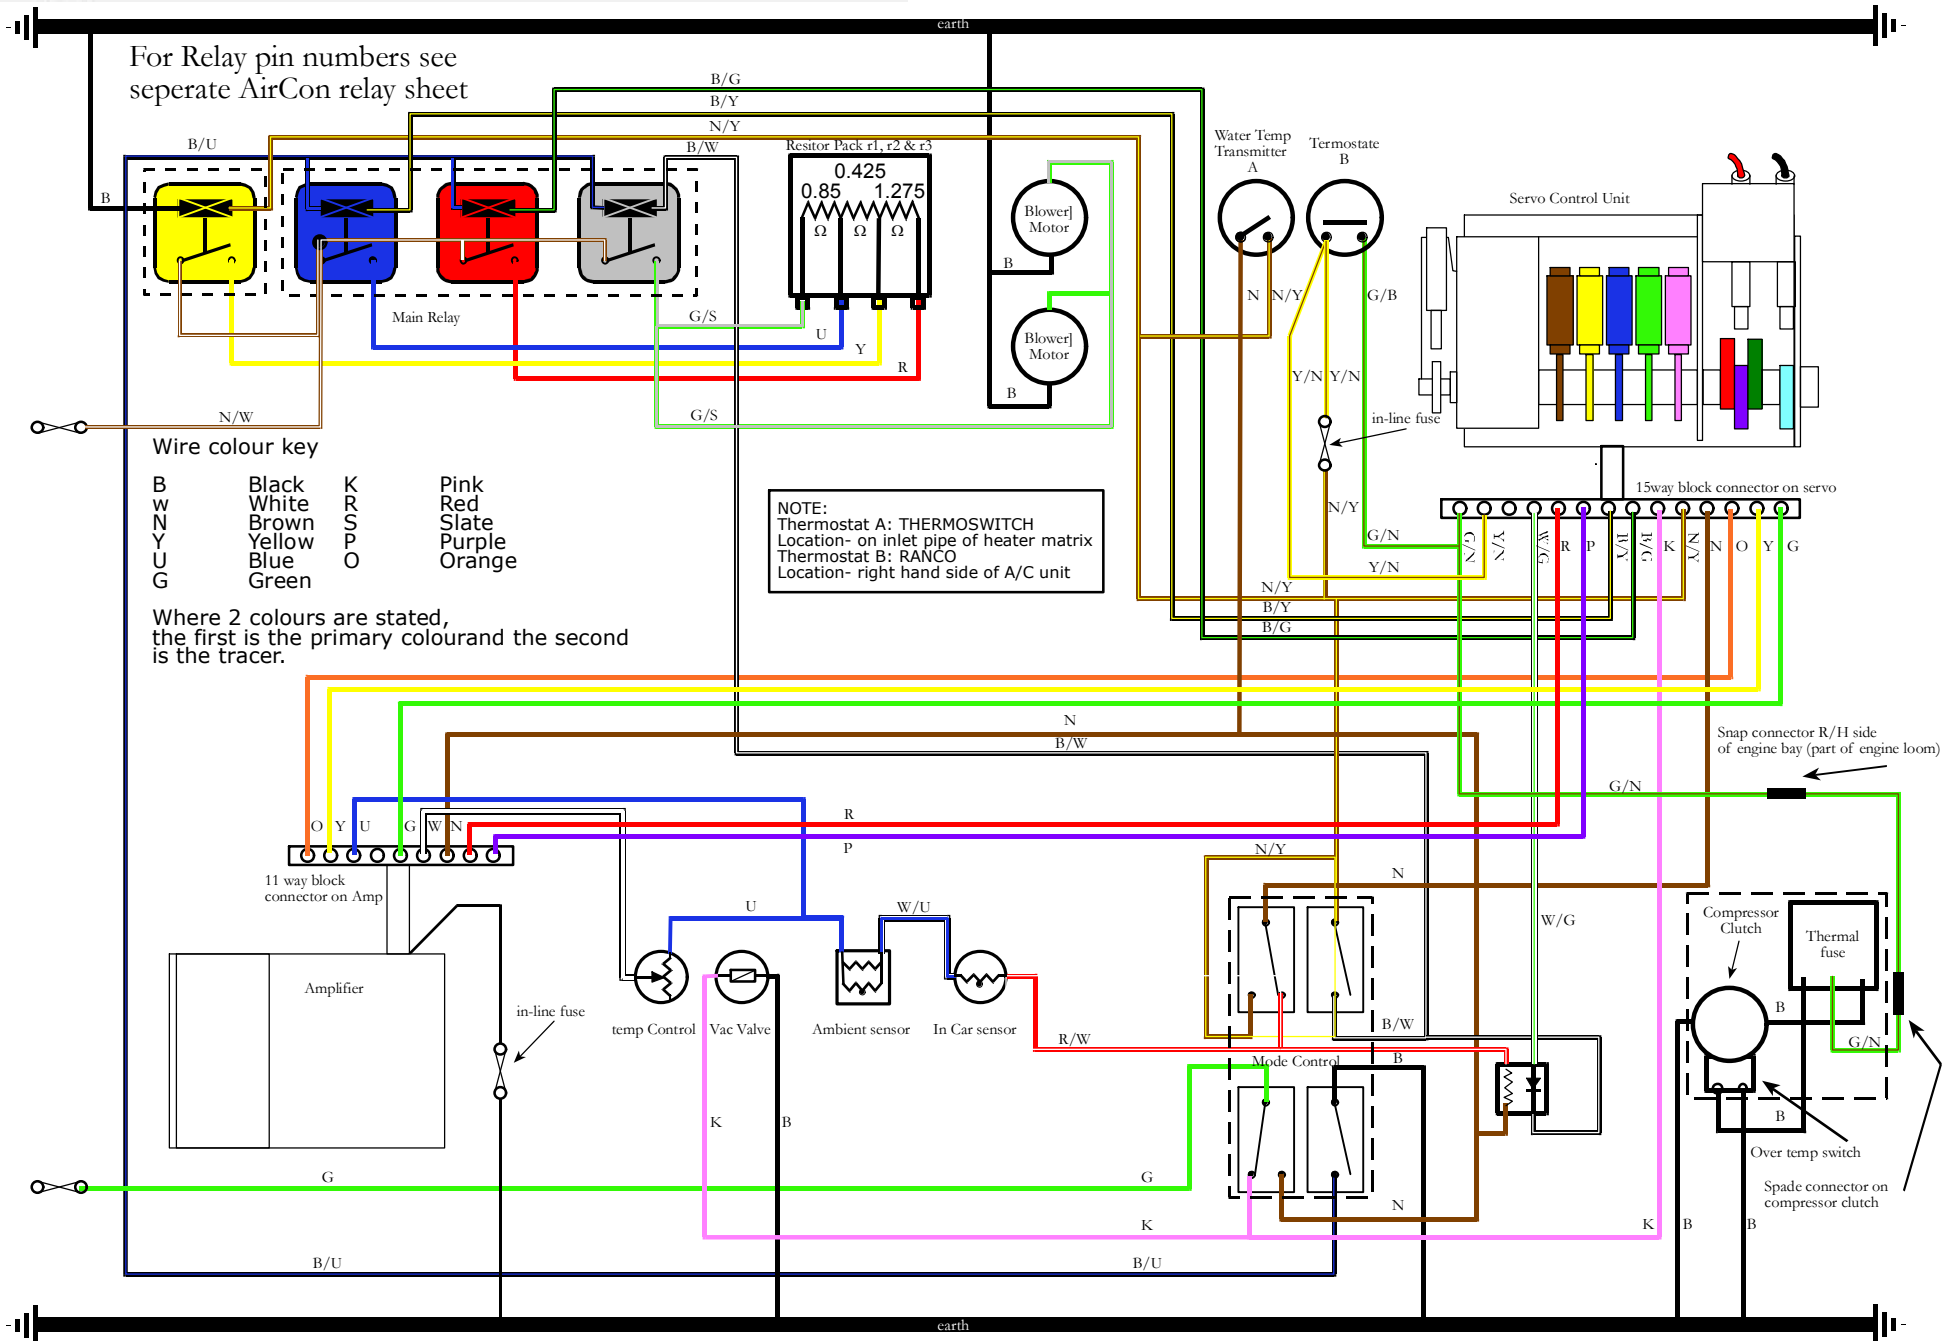 earth
For Relay pin numbers see
seperate AirCon relay sheet
B/G
B/Y
N/Y
B/U
B/W
B
Resitor Pack r1, r2 & r3
0.425
0.85
1.275
Ω
Ω
Ω
Main Relay
G/S
U
Y
R
G/S
N/W
Blower]
Motor
B
Blower]
Motor
B
Water Temp
Transmitter
A
Termostate
B
N
N/Y
G/B
Y/N
Y/N
in-line fuse
N/Y
G/N
Y/N
N/Y
B/Y
B/G
Servo Control Unit
15way block connector on servo
G/N
Y/N
W/G
R
P
B/Y
B/G
K
N/Y
N
O
Y
G
Wire colour key
B Black K Pink
w White R Red
N Brown S Slate
Y Yellow P Purple
U Blue O Orange
G Green
Where 2 colours are stated,
the first is the primary colourand the second
is the tracer.
NOTE:
Thermostat A: THERMOSWITCH
Location- on inlet pipe of heater matrix
Thermostat B: RANCO
Location- right hand side of A/C unit
N
B/W
Snap connector R/H side
of engine bay (part of engine loom)
G/N
O
Y
U
G
W
N
R
P
11 way block
connector on Amp
Amplifier
in-line fuse
U
W/U
temp Control
Vac Valve
Ambient sensor
In Car sensor
R/W
N/Y
N
W/G
B/W
Mode Control
B
Compressor
Clutch
Thermal
fuse
B
G/N
B
Over temp switch
Spade connector on
compressor clutch
K
B
G
G
N
K
K
B
B
B/U
B/U
earth